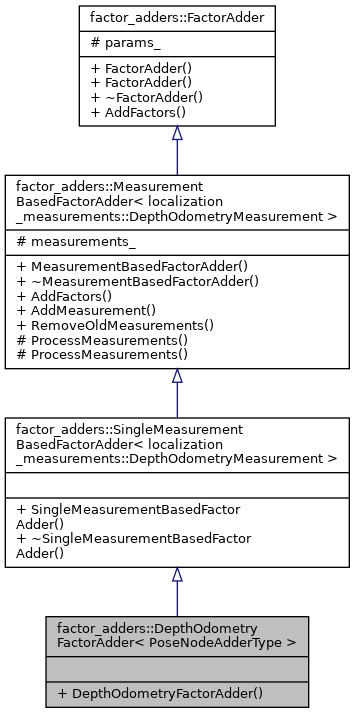 factor_adders::FactorAdder
# params_
+ FactorAdder()
+ FactorAdder()
+ ~FactorAdder()
+ AddFactors()
factor_adders::Measurement
BasedFactorAdder< localization
_measurements::DepthOdometryMeasurement >
# measurements_
+ MeasurementBasedFactorAdder()
+ ~MeasurementBasedFactorAdder()
+ AddFactors()
+ AddMeasurement()
+ RemoveOldMeasurements()
# ProcessMeasurements()
# ProcessMeasurements()
factor_adders::SingleMeasurement
BasedFactorAdder< localization
_measurements::DepthOdometryMeasurement >
+ SingleMeasurementBasedFactor
Adder()
+ ~SingleMeasurementBasedFactor
Adder()
factor_adders::DepthOdometry
FactorAdder< PoseNodeAdderType >
+ DepthOdometryFactorAdder()